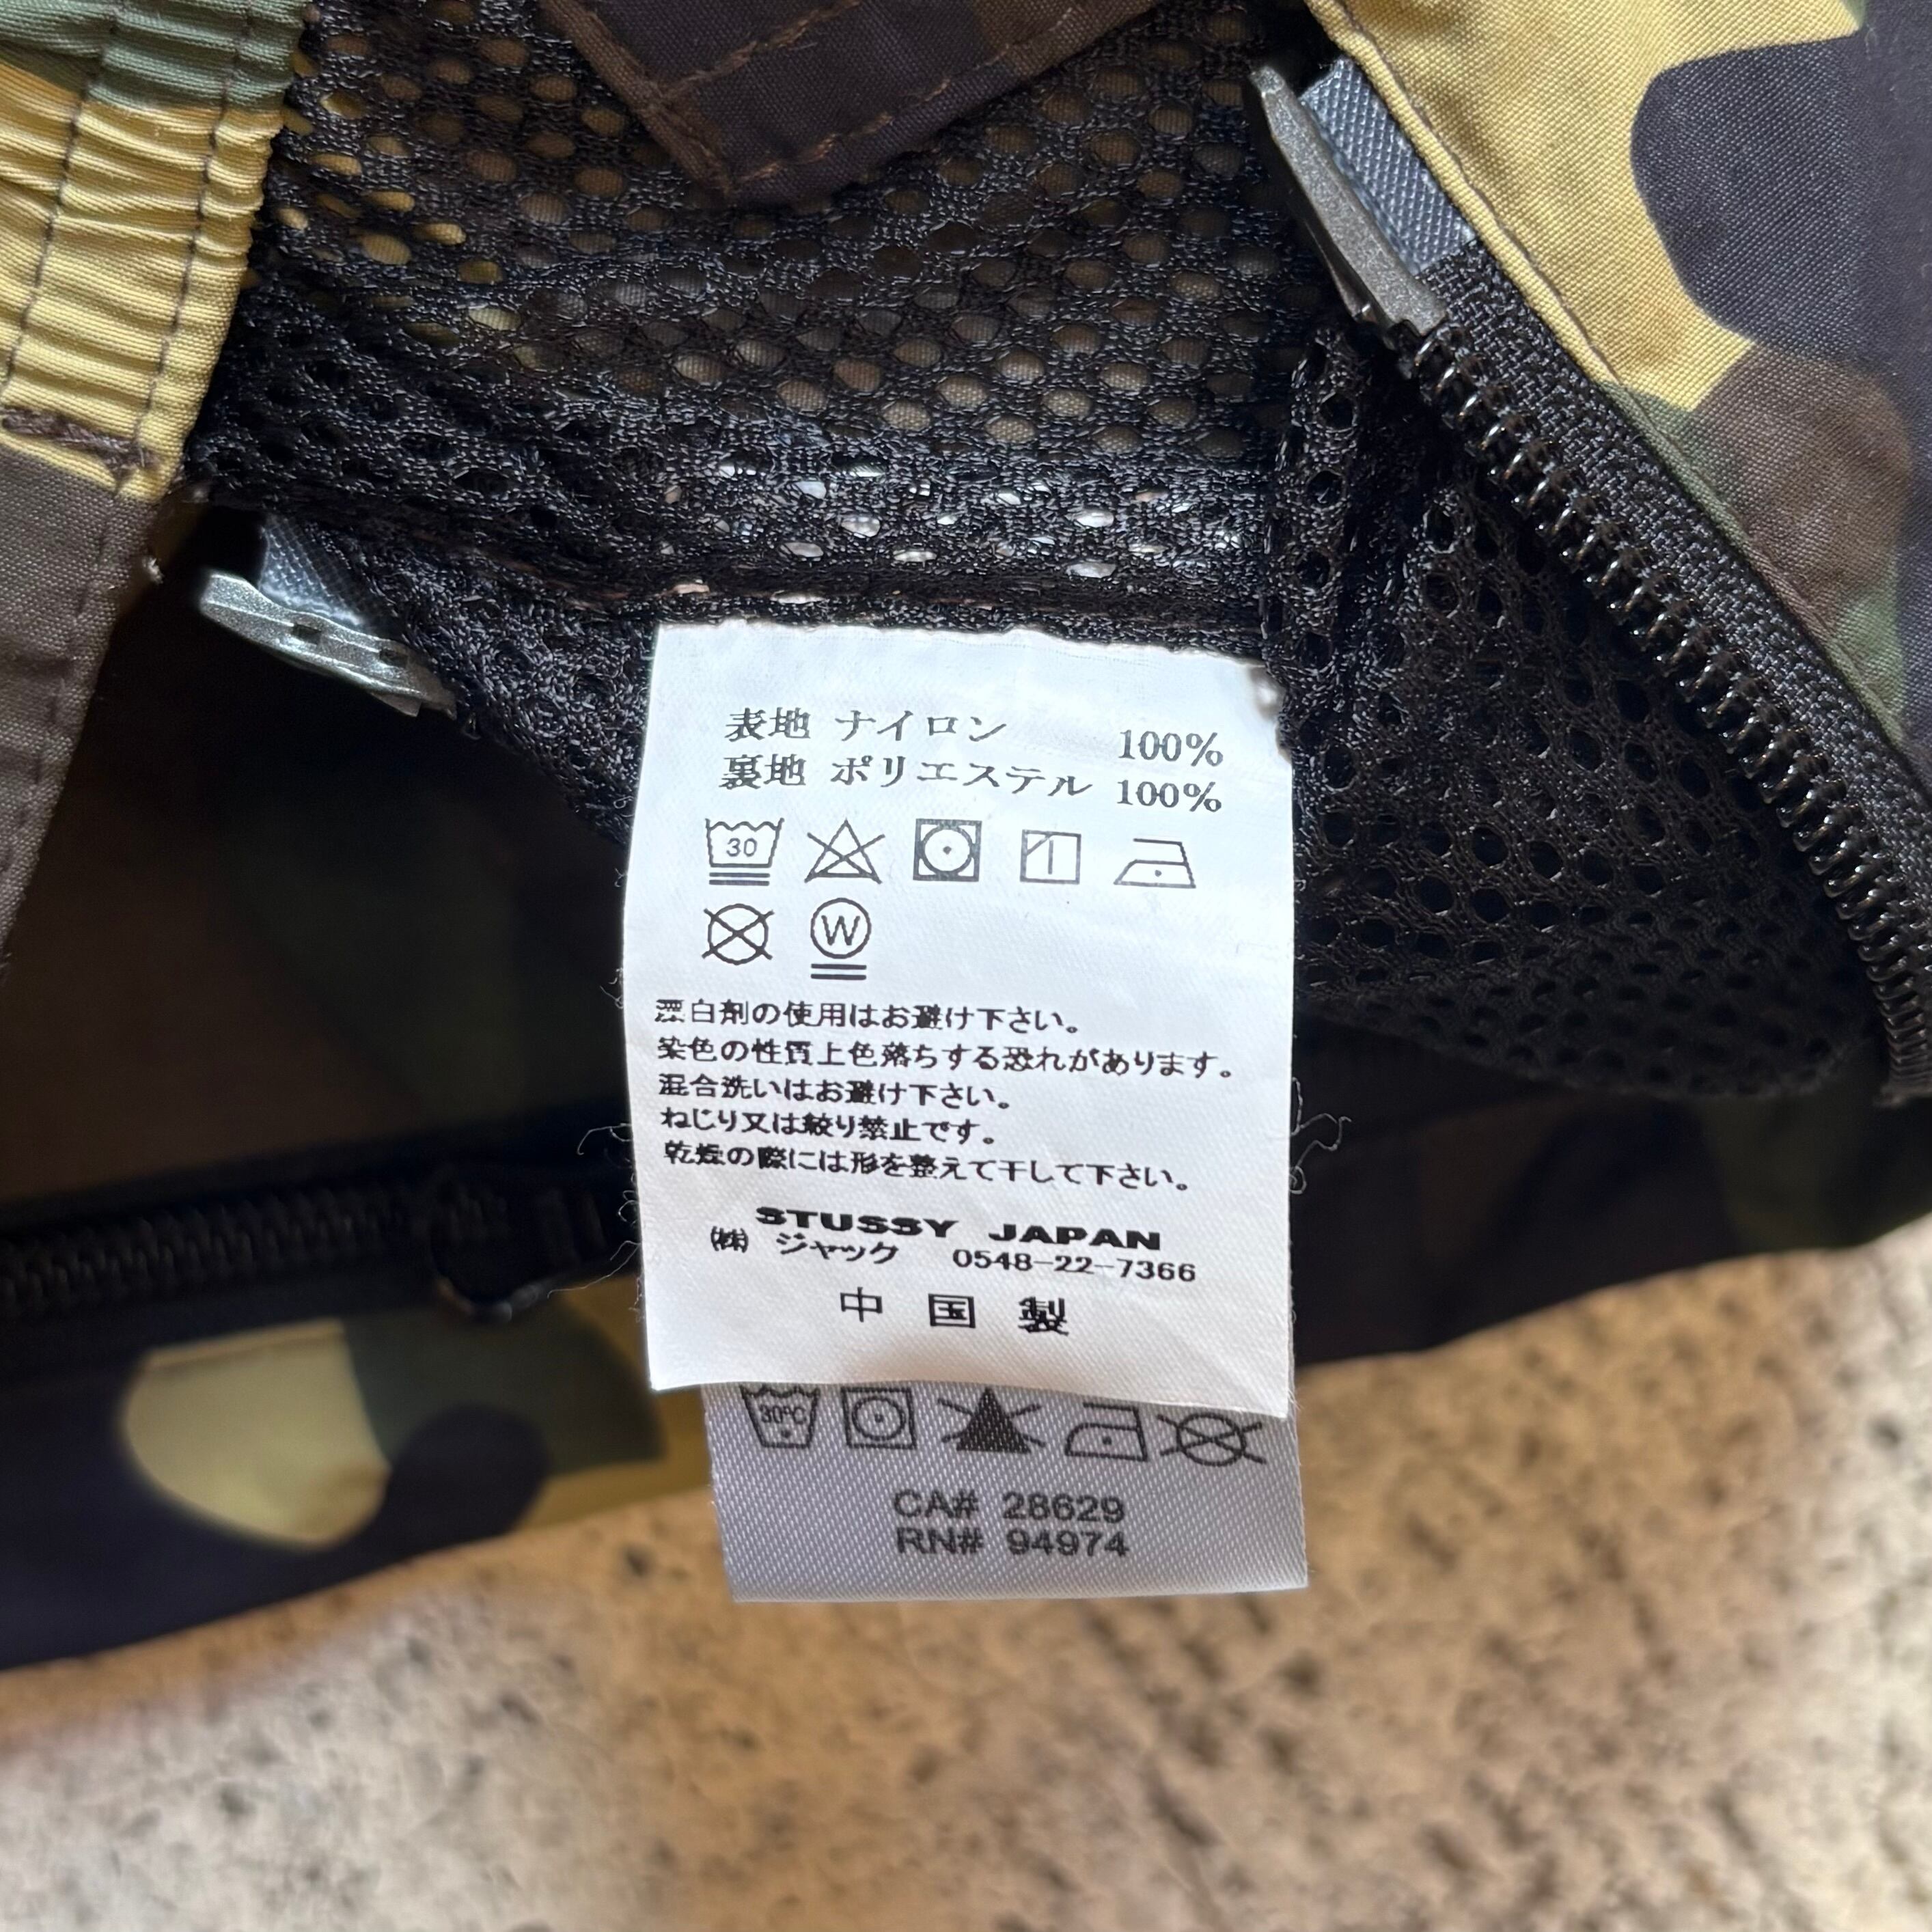 表地 ナイロン 100%
裏地 ポリエステル 100%
30
W
漂白剤の使用はお避け下さい。
染色の性質上色落ちする恐れがあります。
混合洗いはお避け下さい。
ねじり又は絞り禁止です。
乾燥の際には形を整えて干して下さい。
STUSSY JAPAN
㈱ ジャック 0548-22-7366
中国製
30°C
CA# 28629
RN# 94974